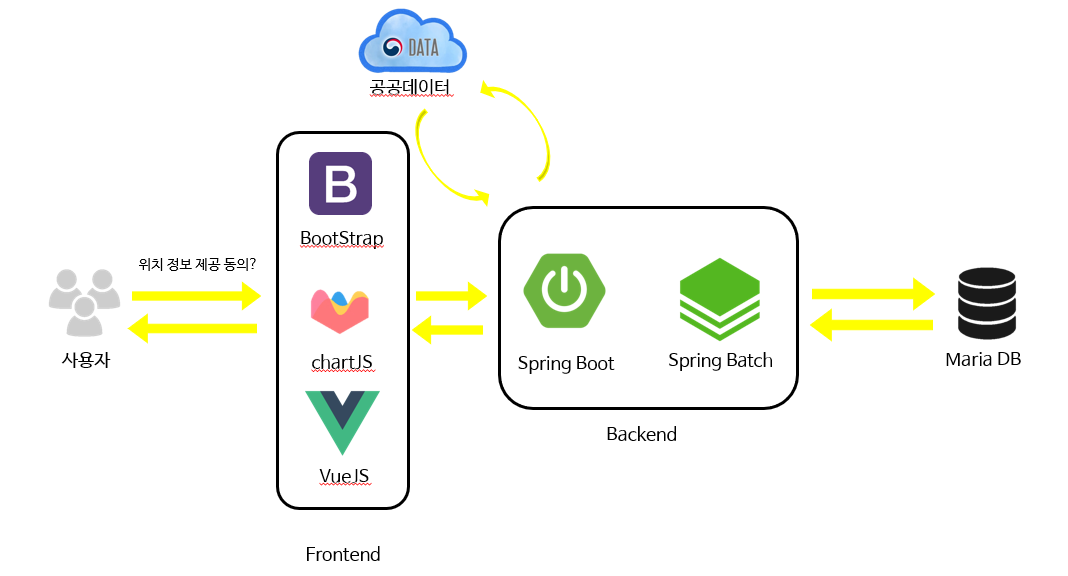 DATA
공공데이터
B
BootStrap
위치 정보 제공 동의?
사용자
chartJS
VueJS
Frontend
Spring Boot
Spring Batch
Backend
Maria DB